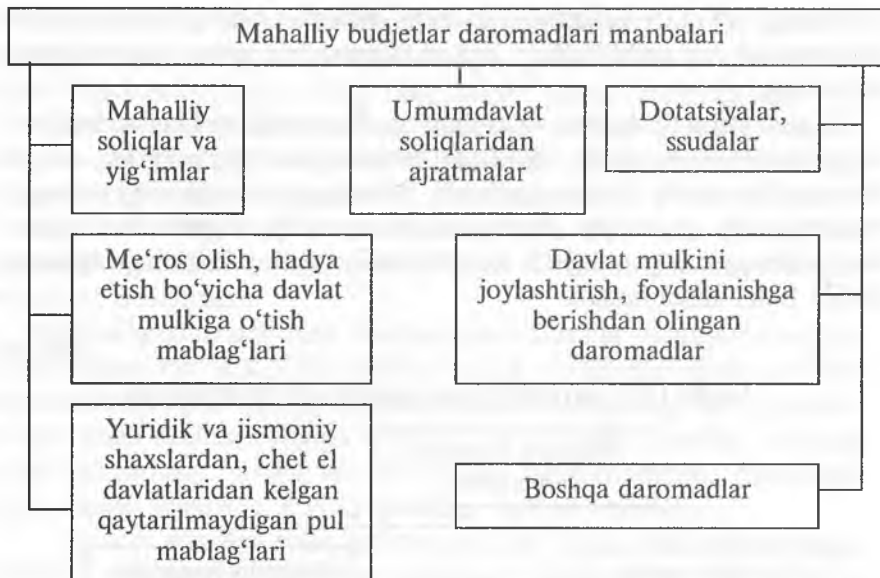 Mahalliy budjetlar daromadlari manbalari
Mahalliy
soliqlar va
yig‘imlar
Umumdavlat
soliqlaridan
ajratmalar
Dotatsiyalar,
ssudalar
Me‘ros olish, hadya
etish bo‘yicha davlat
mulkiga o‘tish
mablag‘lari
Davlat mulkini
joylashtirish, foydalanishga
berishdan olingan
daromadlar
Yuridik va jismoniy
shaxslardan, chet el
davlatlaridan kelgan
qaytarilmaydigan pul
mablag‘lari
Boshqa daromadlar